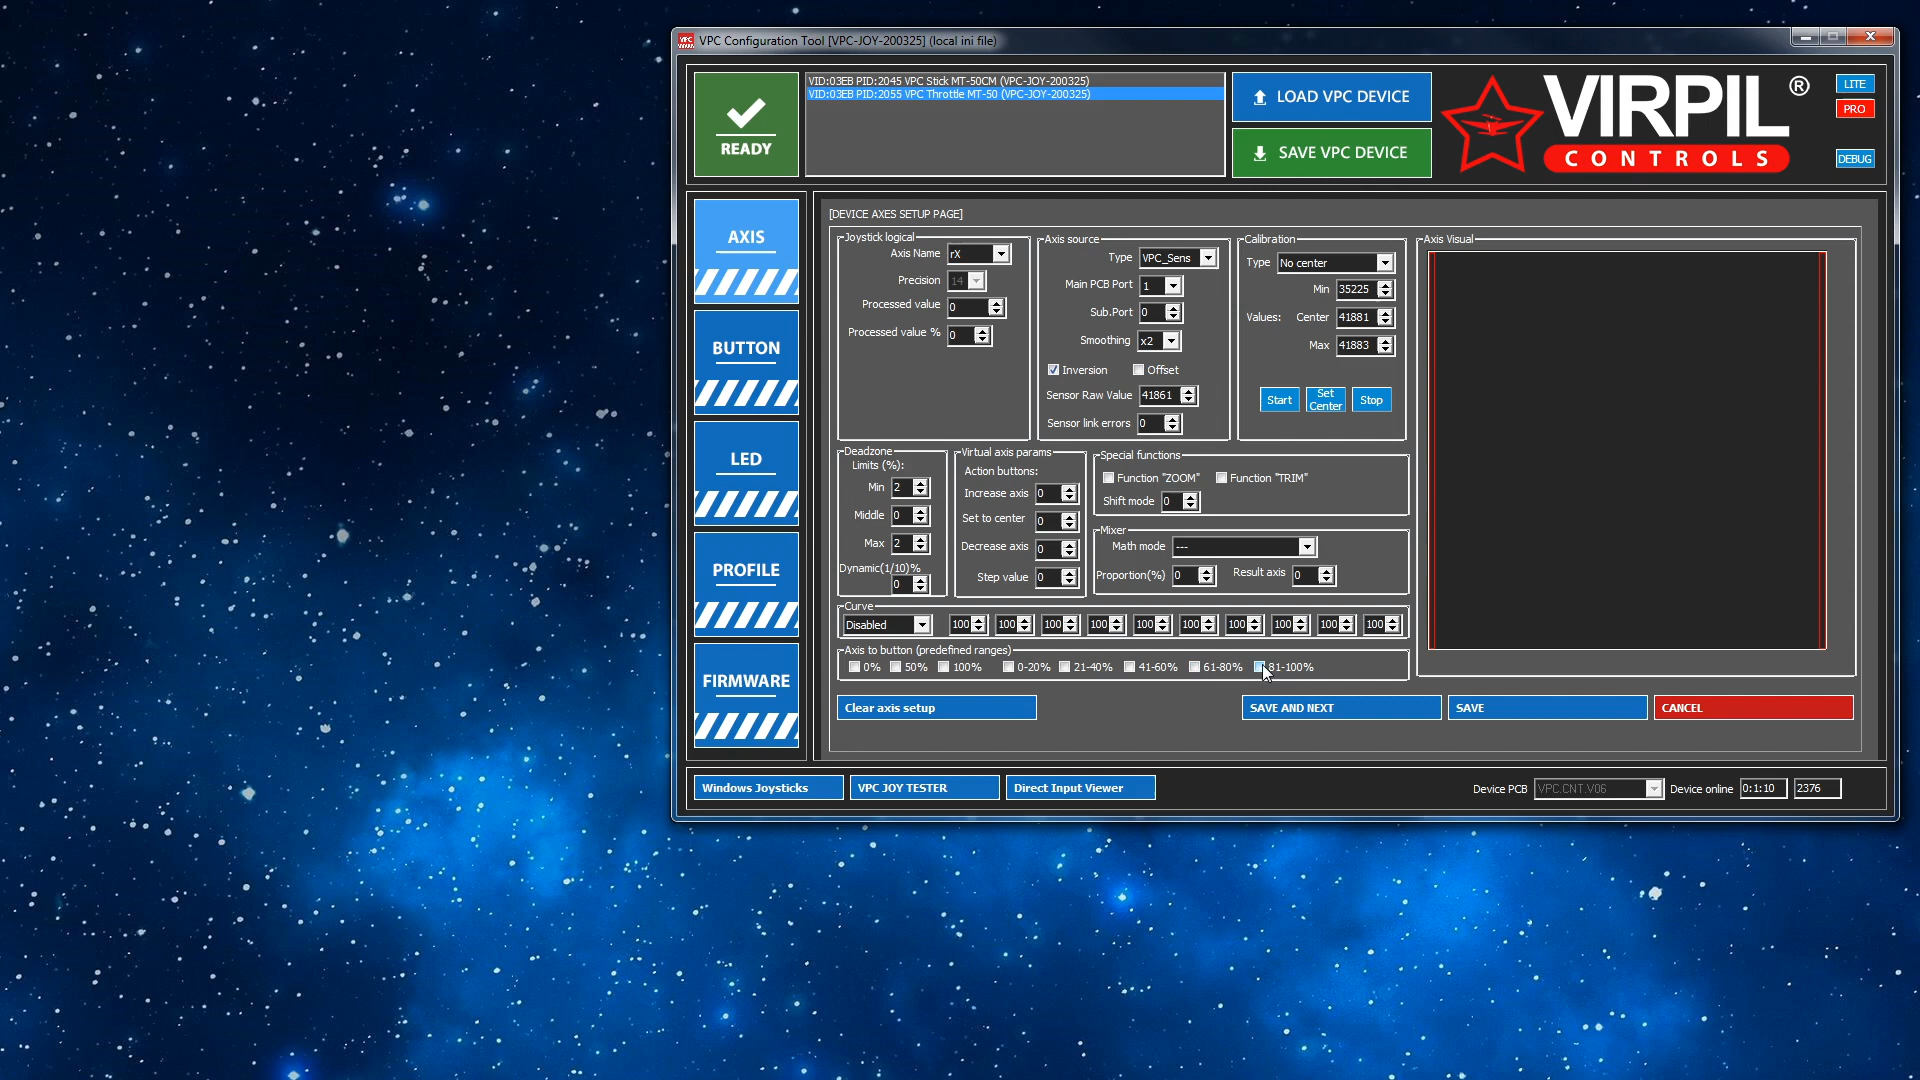 VPC Configuration Tool [VPC-JOY-200325] (local ini file)
READY
VID:03EB PID:2045 VPC Stick MT-50CM (VPC-JOY-200325)
VID:03EB PID:2055 VPC Throttle MT-50 (VPC-JOY-200325)
LOAD VPC DEVICE
SAVE VPC DEVICE
VIRPIL ®
CONTROLS
LITE
PRO
DEBUG
AXIS
BUTTON
LED
PROFILE
FIRMWARE
[DEVICE AXES SETUP PAGE]
Joystick logical
Axis Name rX
Precision 14
Processed value 0
Processed value % 0
Axis source
Type VPC_Sens
Main PCB Port 1
Sub.Port 0
Smoothing x2
Inversion Offset
Sensor Raw Value 41861
Sensor link errors 0
Calibration
Type No center
Min 35225
Values: Center 41881
Max 41883
Start Set Center Stop
Axis Visual
Deadzone
Limits (%):
Min 2
Middle 0
Max 2
Dynamic(1/10)%
0
Virtual axis params
Action buttons:
Increase axis 0
Set to center 0
Decrease axis 0
Step value 0
Special functions
Function "ZOOM" Function "TRIM"
Shift mode 0
Mixer
Math mode ---
Proportion(%) 0 Result axis 0
Curve
Disabled 100 100 100 100 100 100 100 100 100 100
Axis to button (predefined ranges)
0% 50% 100% 0-20% 21-40% 41-60% 61-80% 81-100%
Clear axis setup SAVE AND NEXT SAVE CANCEL
Windows Joysticks VPC JOY TESTER Direct Input Viewer Device PCB VPC.CNT.V06 Device online 0:1:10 2376